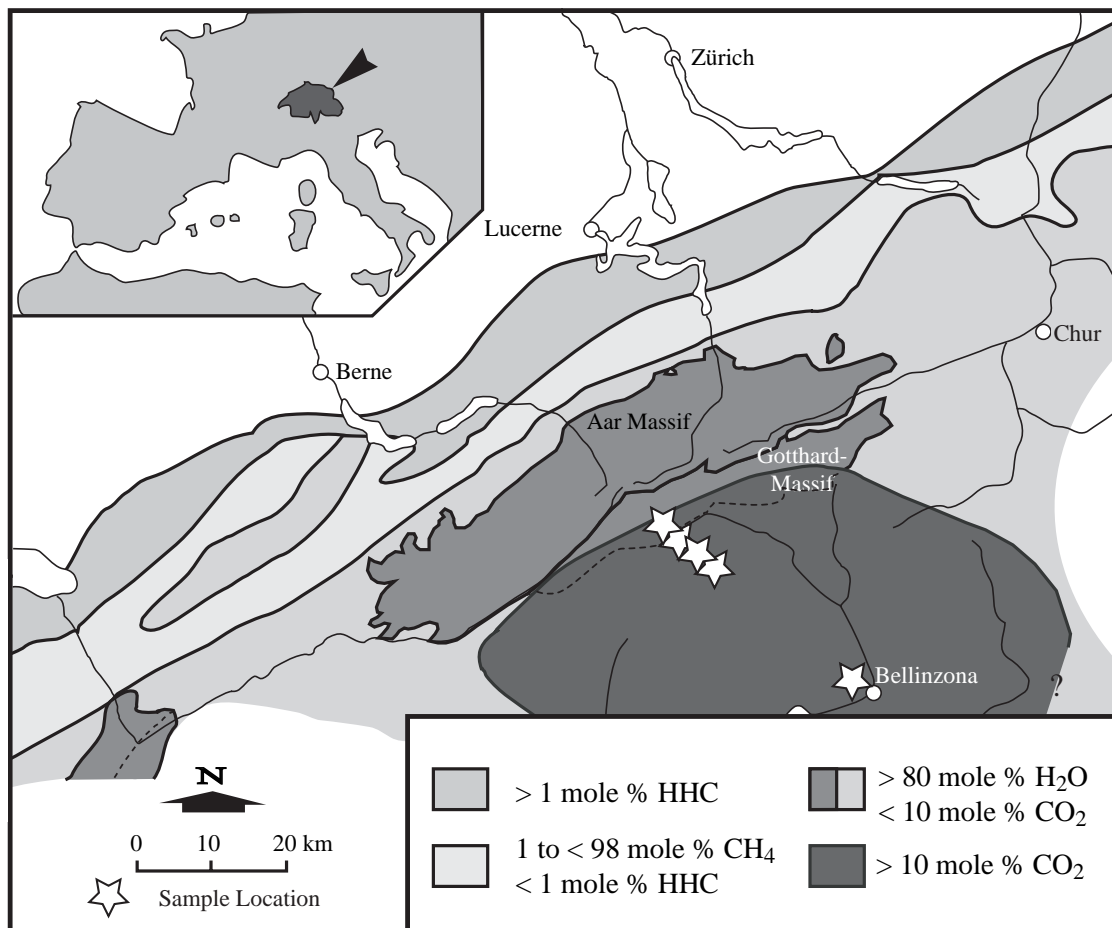 Zürich
Lucerne
Chur
Berne
Aar Massif
Gotthard-
Massif
Bellinzona
?
N
0 10 20 km
Sample Location
> 1 mole % HHC
1 to < 98 mole % CH4
< 1 mole % HHC
> 80 mole % H2O
< 10 mole % CO2
> 10 mole % CO2